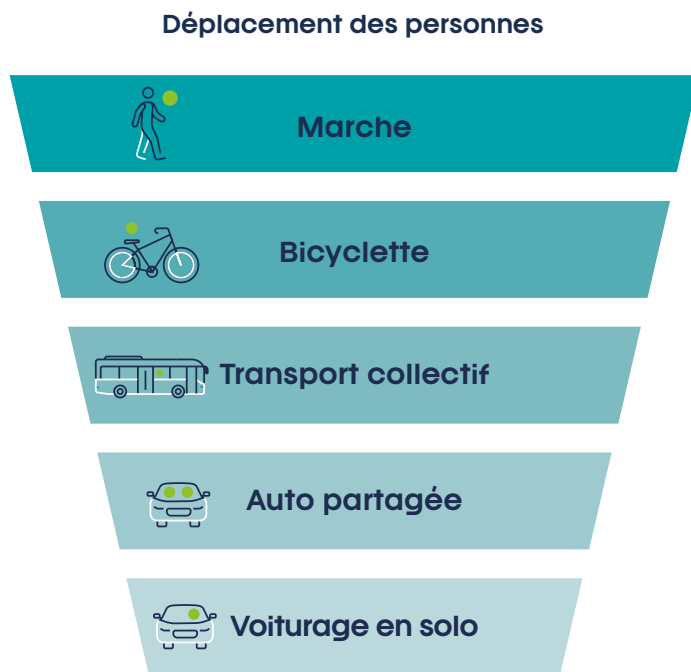 Déplacement des personnes
Marche
Bicyclette
Transport collectif
Auto partagée
Voiturage en solo